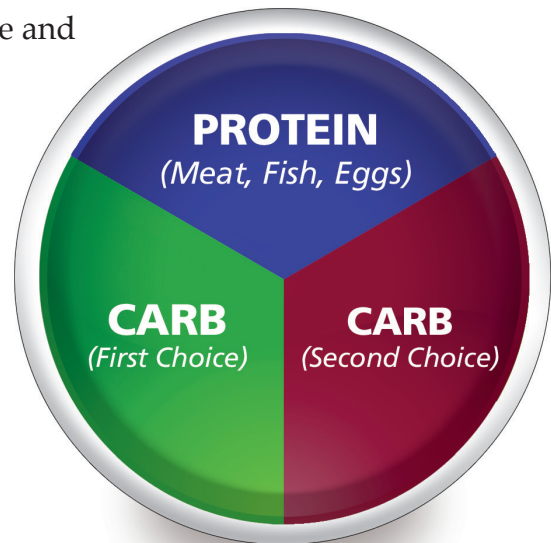 e and
PROTEIN
(Meat, Fish, Eggs)
CARB
(First Choice)
CARB
(Second Choice)